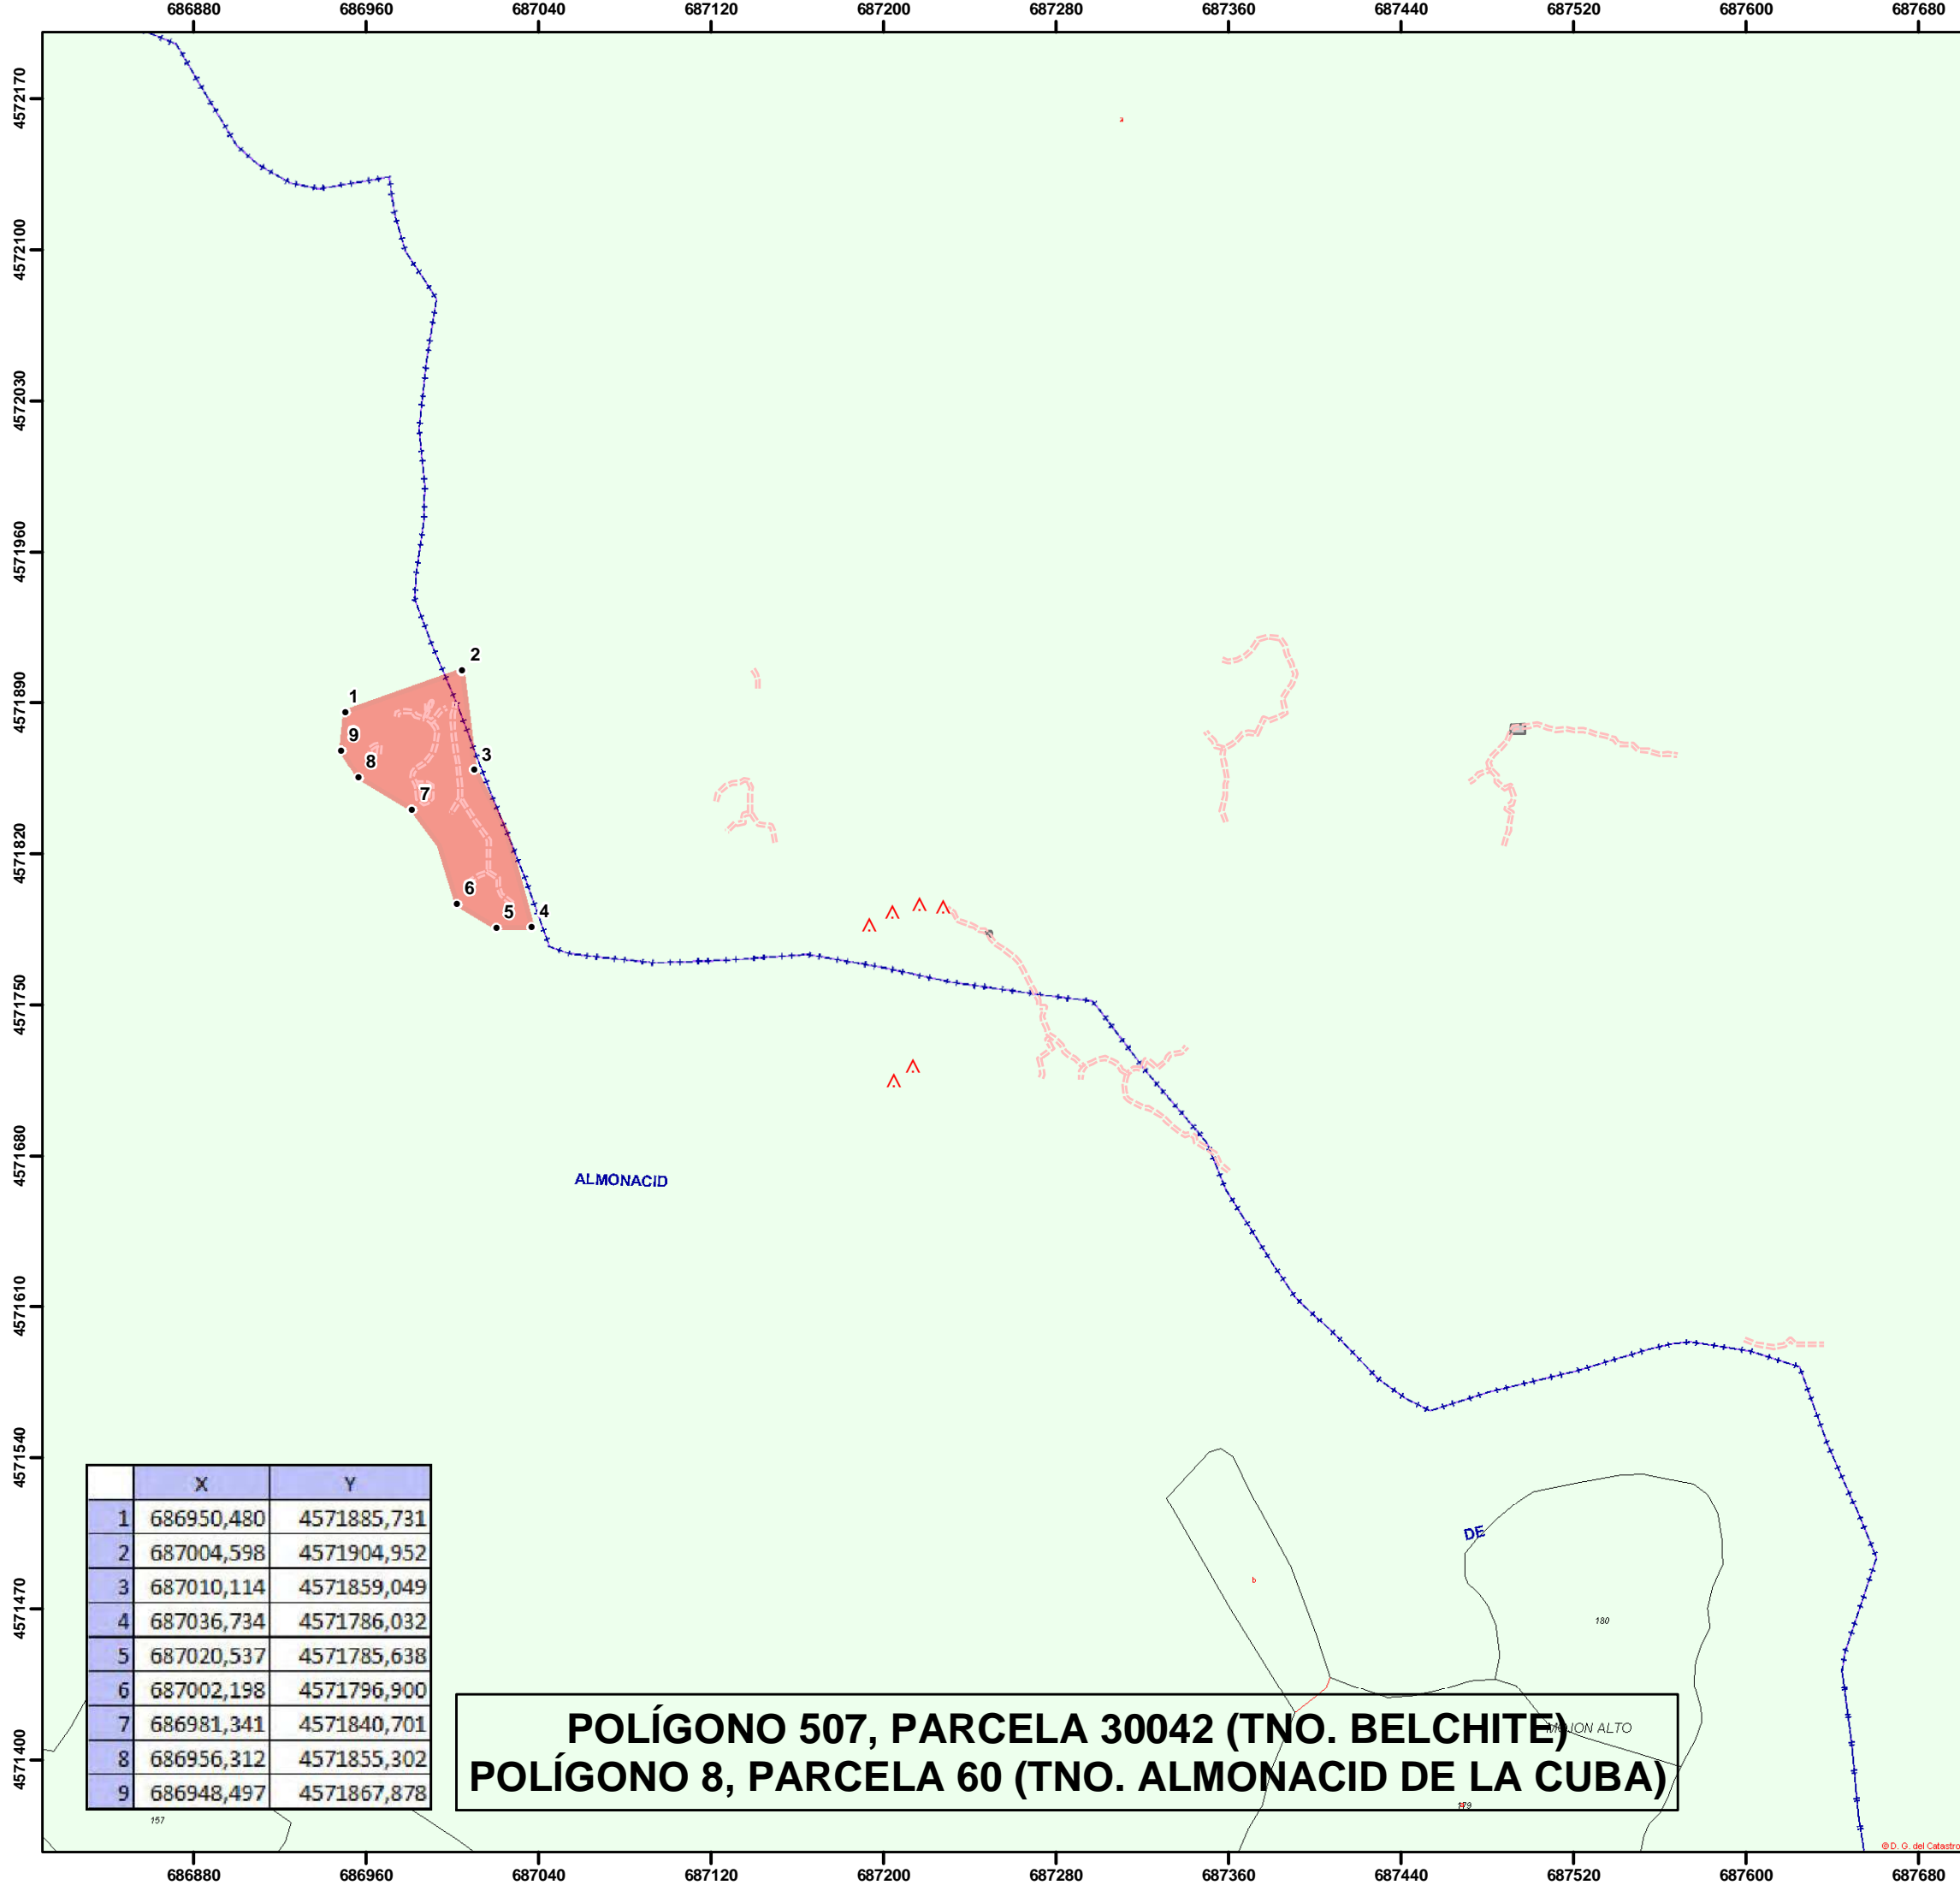 686880 686960 687040 687120 687200 687280 687360 687440 687520 687600 687680
4572170
4572100
4572030
4571960
4571890
4571820
4571750
4571680
4571610
4571540
4571470
4571400
a
2
1
9
3
8
7
6
5
4
ALMONACID
DE
b
180
MOJON ALTO
179
157
X Y
1 686950,480 4571885,731
2 687004,598 4571904,952
3 687010,114 4571859,049
4 687036,734 4571786,032
5 687020,537 4571785,638
6 687002,198 4571796,900
7 686981,341 4571840,701
8 686956,312 4571855,302
9 686948,497 4571867,878
POLÍGONO 507, PARCELA 30042 (TNO. BELCHITE)
POLÍGONO 8, PARCELA 60 (TNO. ALMONACID DE LA CUBA)
© D. G. del Catastro
686880 686960 687040 687120 687200 687280 687360 687440 687520 687600 687680